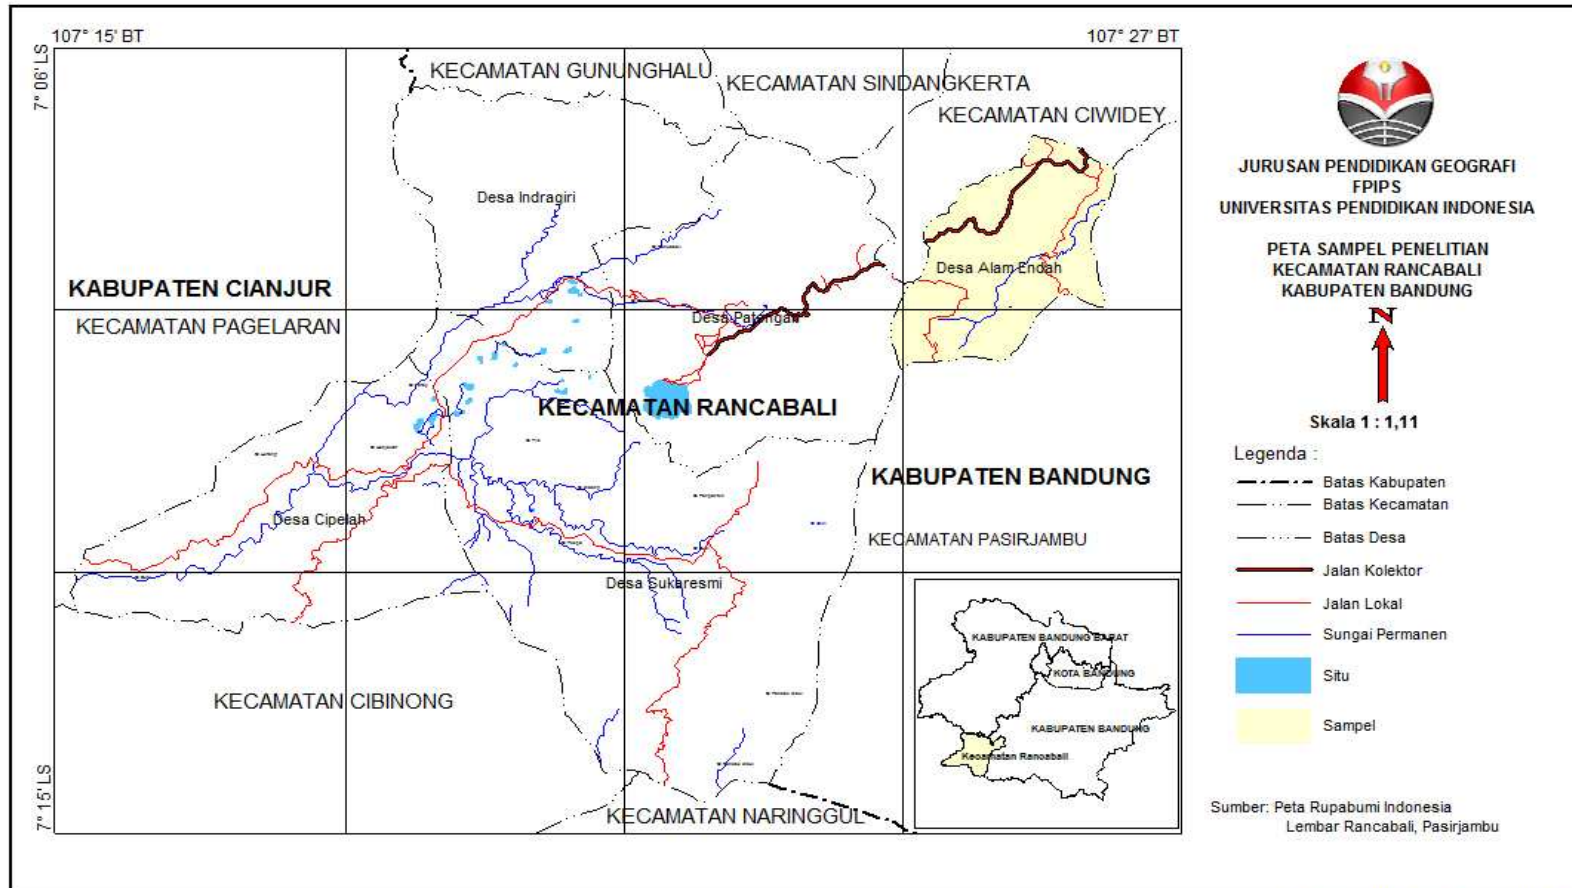 107° 15' BT
107° 27' BT
7° 06' LS
7° 15' LS
KECAMATAN GUNUNGHALU
KECAMATAN SINDANGKERTA
KECAMATAN CIWIDEY
Desa Indragiri
Desa Alam Endah
KABUPATEN CIANJUR
KECAMATAN PAGELARAN
Desa Patengan
KECAMATAN RANCABALI
KABUPATEN BANDUNG
Desa Cipelah
KECAMATAN PASIRJAMBU
Desa Sukaresmi
KECAMATAN CIBINONG
KECAMATAN NARINGGUL
KABUPATEN BANDUNG BARAT
KOTA BANDUNG
KABUPATEN BANDUNG
Kecamatan Rancabali
JURUSAN PENDIDIKAN GEOGRAFI
FPIPS
UNIVERSITAS PENDIDIKAN INDONESIA
PETA SAMPEL PENELITIAN
KECAMATAN RANCABALI
KABUPATEN BANDUNG
N
Skala 1 : 1,11
Legenda :
Batas Kabupaten
Batas Kecamatan
Batas Desa
Jalan Kolektor
Jalan Lokal
Sungai Permanen
Situ
Sampel
Sumber: Peta Rupabumi Indonesia
Lembar Rancabali, Pasirjambu